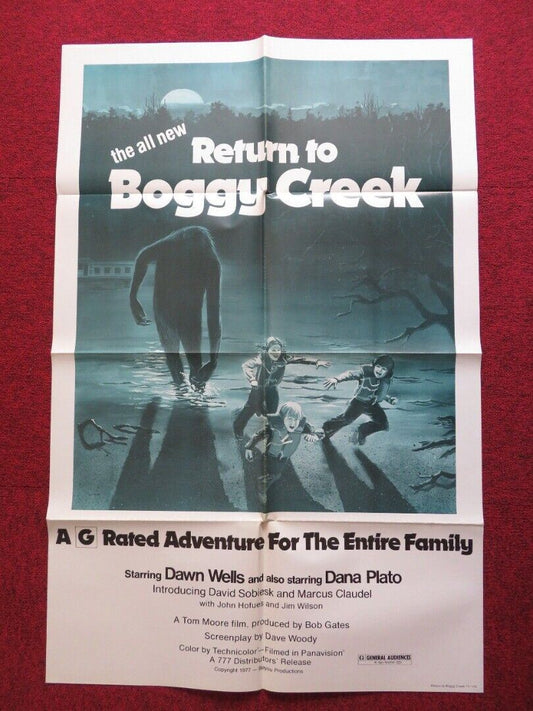 the all new
Return to
Boggy Creek
A G Rated Adventure For The Entire Family
Starring Dawn Wells and also starring Dana Plato
Introducing David Sobiesk and Marcus Claudel
with John Hofues and Jim Wilson
A Tom Moore film, produced by Bob Gates
Screenplay by Dave Woody
Color by Technicolor®–Filmed in Panavision®
A 777 Distributors' Release
Copyright 1977 – Productions
G GENERAL AUDIENCES